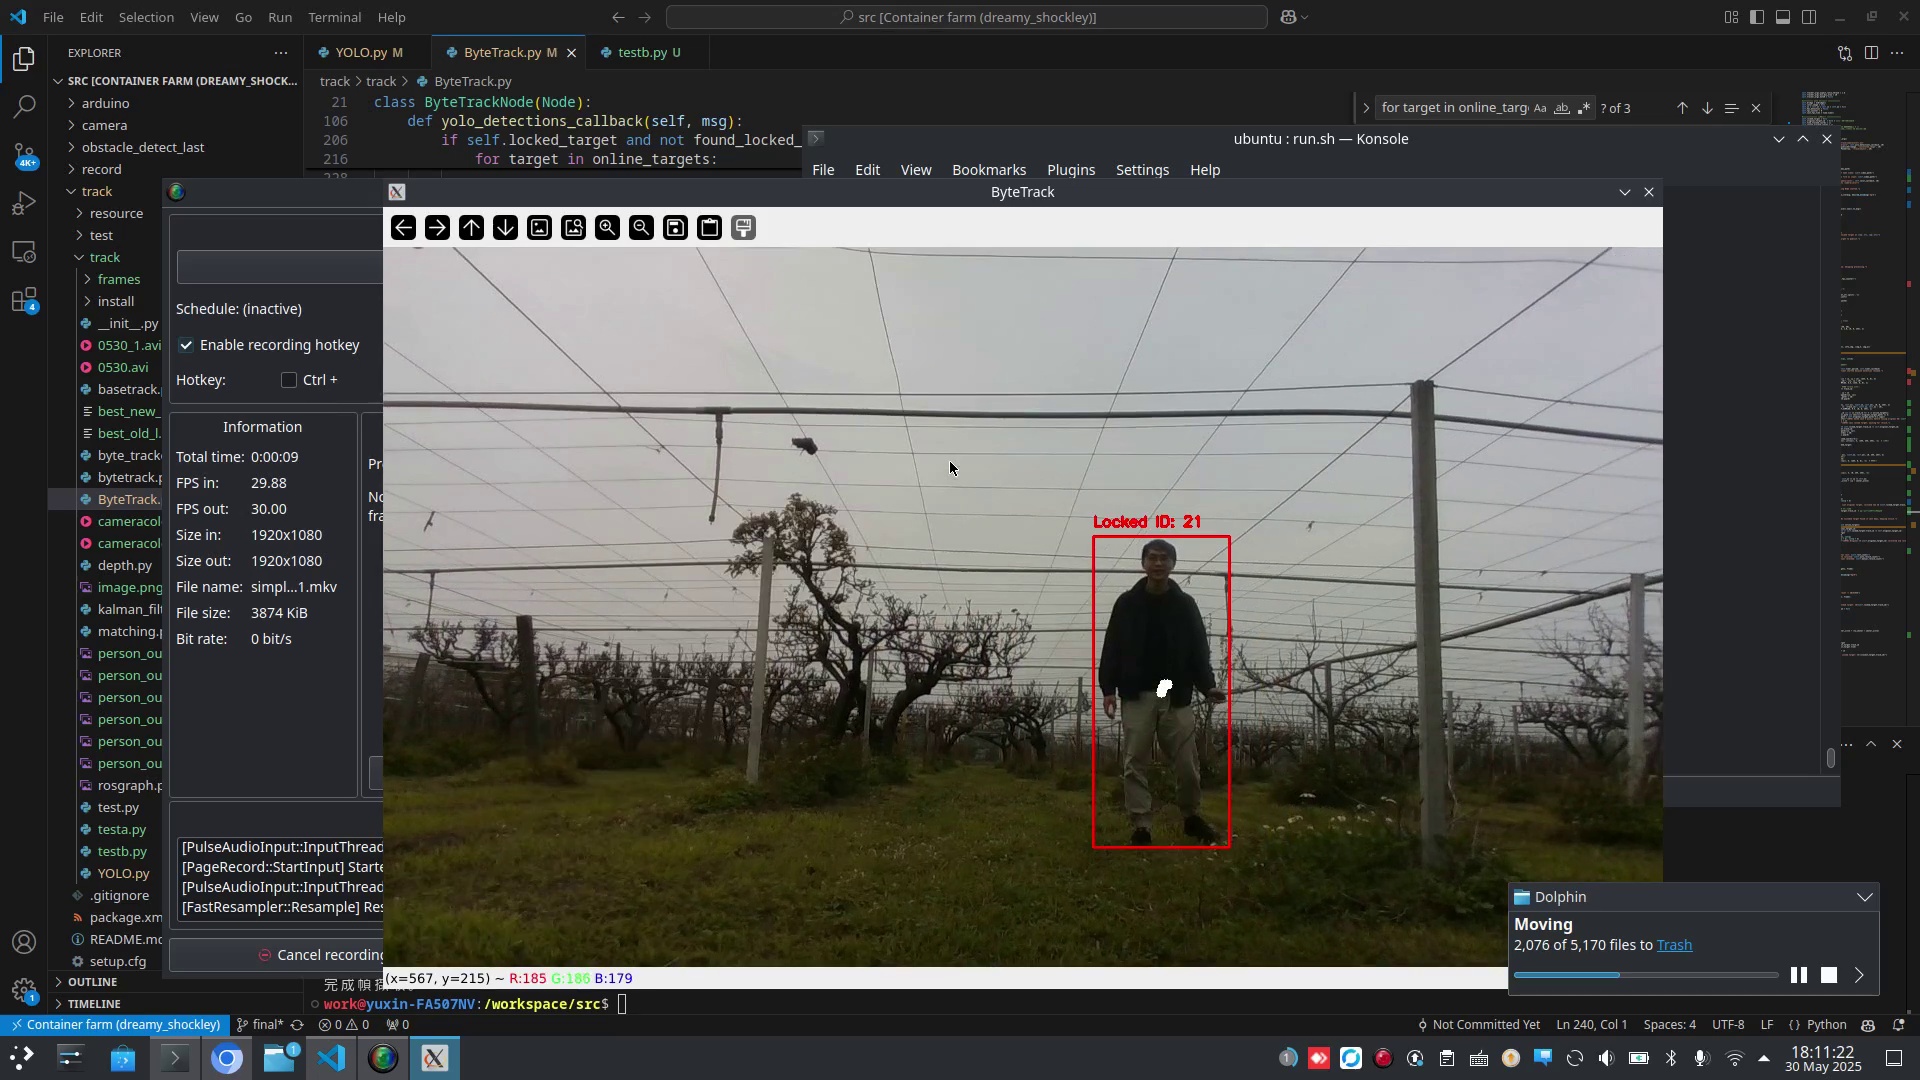 File Edit Selection View Go Run Terminal Help
src [Container farm (dreamy_shockley)]
EXPLORER
SRC [CONTAINER FARM (DREAMY_SHOCK...
arduino
camera
obstacle_detect_last
record
track
resource
test
track
frames
install
__init__.py
0530_1.avi
0530.avi
basetrack.
best_new_
best_old_l.
byte_track
bytetrack.p
ByteTrack.
cameracol
cameracol
depth.py
image.png
kalman_filt
matching.p
person_ou
person_ou
person_ou
person_ou
person_ou
person_ou
rosgraph.p
test.py
testa.py
testb.py
YOLO.py
.gitignore
package.xm
README.md
setup.cfg
OUTLINE
TIMELINE
4K+
4
1
YOLO.py M
ByteTrack.py M
testb.py U
track > track > ByteTrack.py
21 class ByteTrackNode(Node):
106 def yolo_detections_callback(self, msg):
206 if self.locked_target and not found_locked_
216 for target in online_targets:
for target in online_targ
Aa ab
? of 3
ubuntu : run.sh — Konsole
File Edit View Bookmarks Plugins Settings Help
ByteTrack
Schedule: (inactive)
Enable recording hotkey
Hotkey: Ctrl +
Information
Total time: 0:00:09
FPS in: 29.88
FPS out: 30.00
Size in: 1920x1080
Size out: 1920x1080
File name: simpl...1.mkv
File size: 3874 KiB
Bit rate: 0 bit/s
Pr
No
fra
[PulseAudioInput::InputThread
[PageRecord::StartInput] Starte
[PulseAudioInput::InputThread
[FastResampler::Resample] Res
Cancel recording
Locked ID: 21
(x=567, y=215) ~ R:185 G:186 B:179
work@yuxin-FA507NV:/workspace/src$
Dolphin
Moving
2,076 of 5,170 files to Trash
Container farm (dreamy_shockley)
final*
0 0
0
Not Committed Yet
Ln 240, Col 1
Spaces: 4
UTF-8
LF
{} Python
1
1
18:11:22
30 May 2025